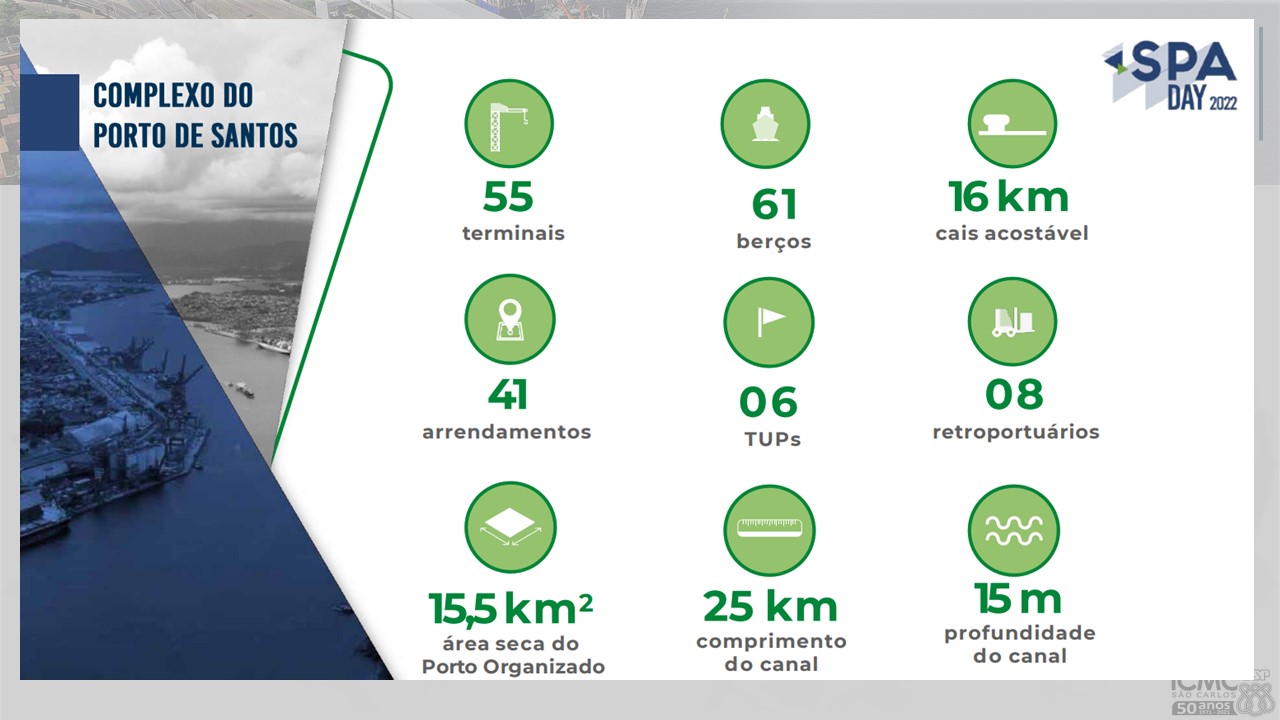 COMPLEXO DO
PORTO DE SANTOS
SPA
DAY 2022
55
terminais
61
berços
16 km
cais acostável
41
arrendamentos
06
TUPs
08
retroportuários
15,5 km²
área seca do
Porto Organizado
25 km
comprimento
do canal
15 m
profundidade
do canal
ICMC
SÃO CARLOS
50 anos